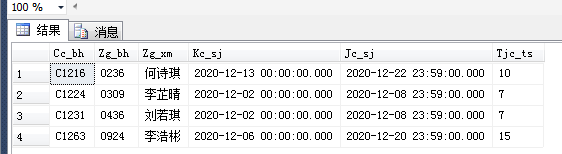 100 %
结果 消息
Cc_bh Zg_bh Zg_xm Kc_sj Jc_sj Tjc_ts
1 C1216 0236 何诗琪 2020-12-13 00:00:00.000 2020-12-22 23:59:00.000 10
2 C1224 0309 李芷晴 2020-12-02 00:00:00.000 2020-12-08 23:59:00.000 7
3 C1231 0436 刘若琪 2020-12-02 00:00:00.000 2020-12-08 23:59:00.000 7
4 C1263 0924 李浩彬 2020-12-06 00:00:00.000 2020-12-20 23:59:00.000 15